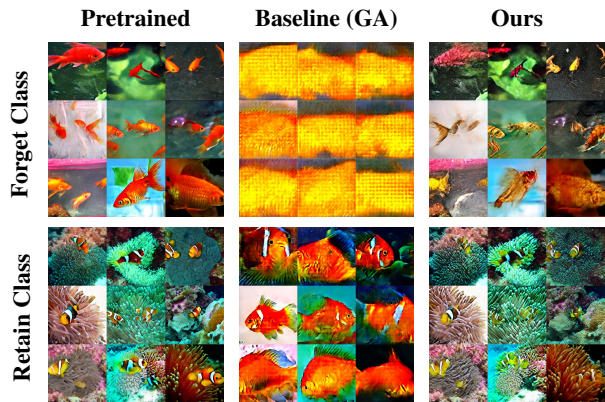 Pretrained
Baseline (GA)
Ours
Forget Class
Retain Class